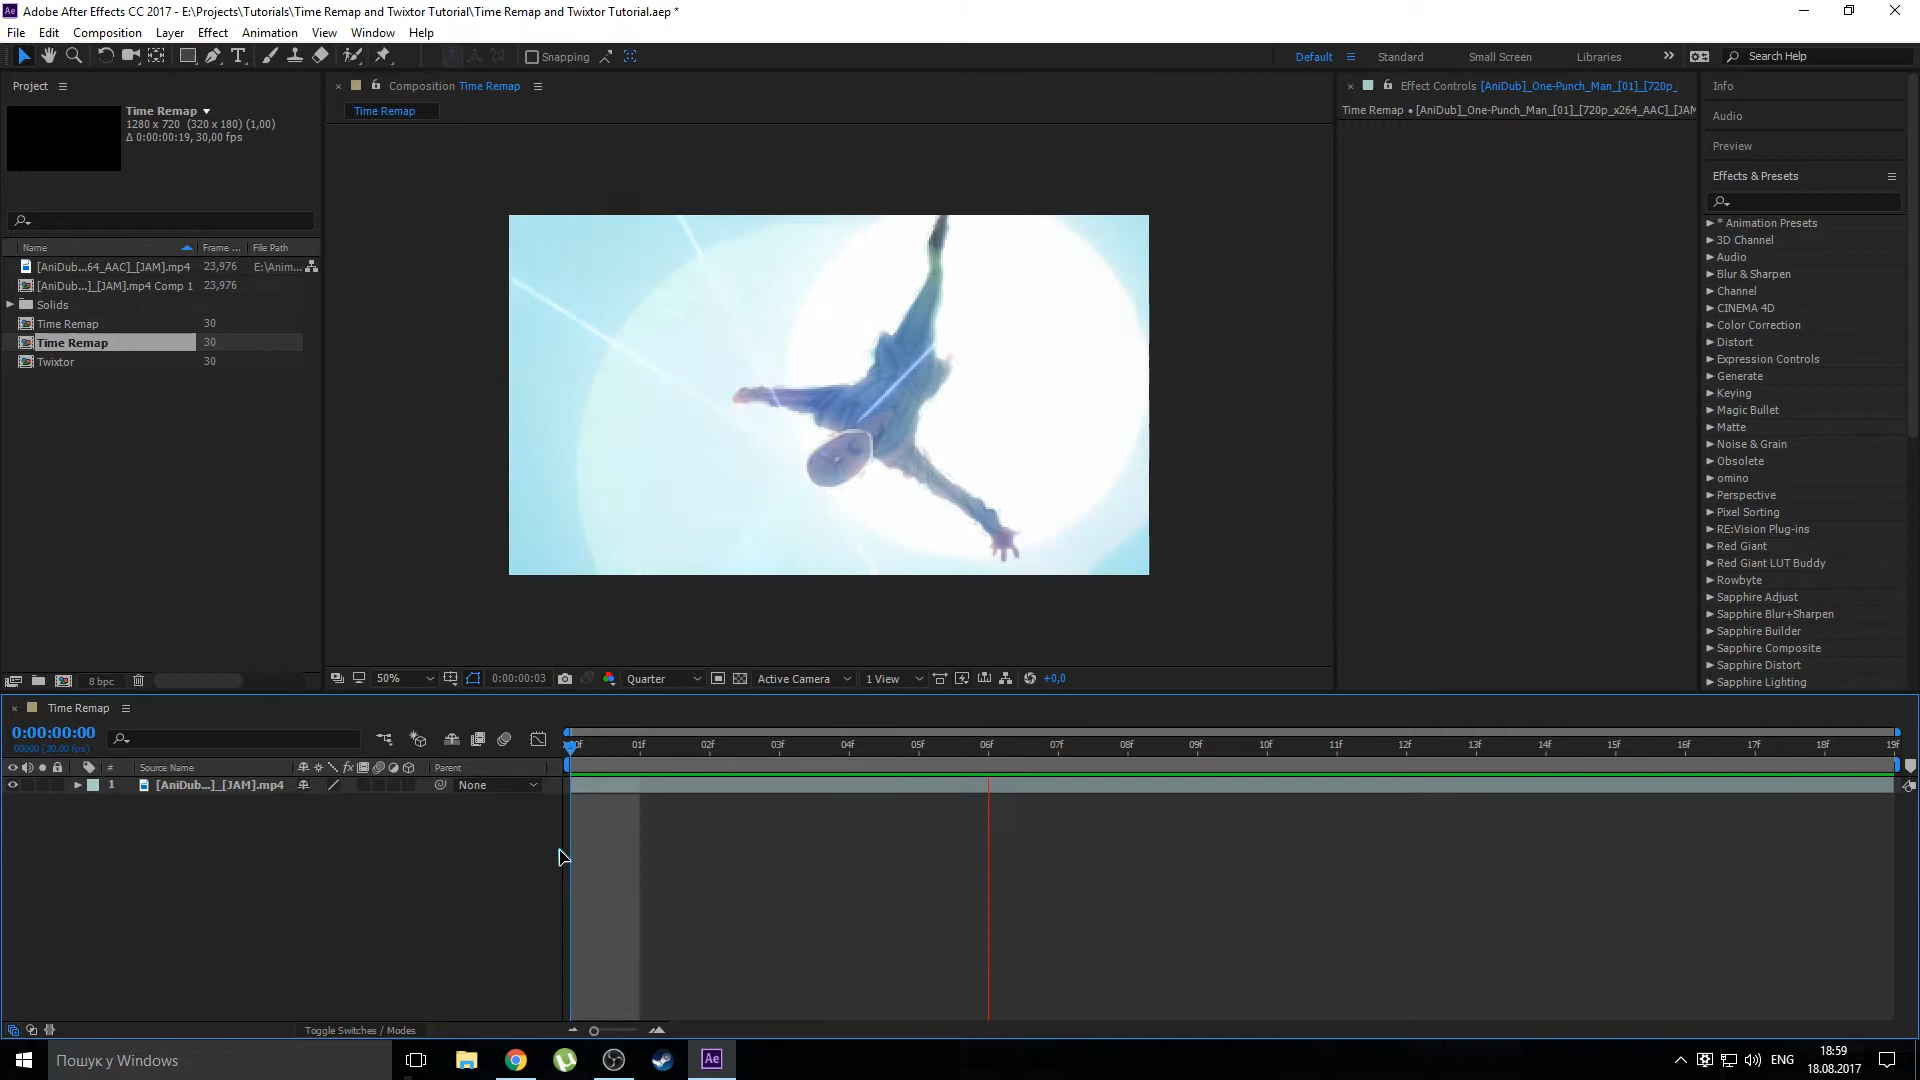 Adobe After Effects CC 2017 - E:\Projects\Tutorials\Time Remap and Twixtor Tutorial\Time Remap and Twixtor Tutorial.aep *
File Edit Composition Layer Effect Animation View Window Help
Snapping
Default Standard Small Screen Libraries Search Help
Project
Time Remap
1280 x 720 (320 x 180) (1,00)
Δ 0:00:00:19, 30,00 fps
Name Frame ... File Path
[AniDub...64_AAC]_[JAM].mp4 23,976 E:\Anim...
[AniDub...]_[JAM].mp4 Comp 1 23,976
Solids
Time Remap 30
Time Remap 30
Twixtor 30
8 bpc
Composition Time Remap
Time Remap
50% 0:00:00:03 Quarter Active Camera 1 View +0,0
Effect Controls [AniDub]_One-Punch_Man_[01]_[720p_
Time Remap • [AniDub]_One-Punch_Man_[01]_[720p_x264_AAC]_[JAM
Info
Audio
Preview
Effects & Presets
* Animation Presets
3D Channel
Audio
Blur & Sharpen
Channel
CINEMA 4D
Color Correction
Distort
Expression Controls
Generate
Keying
Magic Bullet
Matte
Noise & Grain
Obsolete
omino
Perspective
Pixel Sorting
RE:Vision Plug-ins
Red Giant
Red Giant LUT Buddy
Rowbyte
Sapphire Adjust
Sapphire Blur+Sharpen
Sapphire Builder
Sapphire Composite
Sapphire Distort
Sapphire Lighting
Time Remap
0:00:00:00
00000 (30.00 fps)
01f 02f 03f 04f 05f 06f 07f 08f 09f 10f 11f 12f 13f 14f 15f 16f 17f 18f 19f
# Source Name Parent
1 [AniDub...]_[JAM].mp4 None
Toggle Switches / Modes
Пошук у Windows
Ae
ENG
18:59
18.08.2017